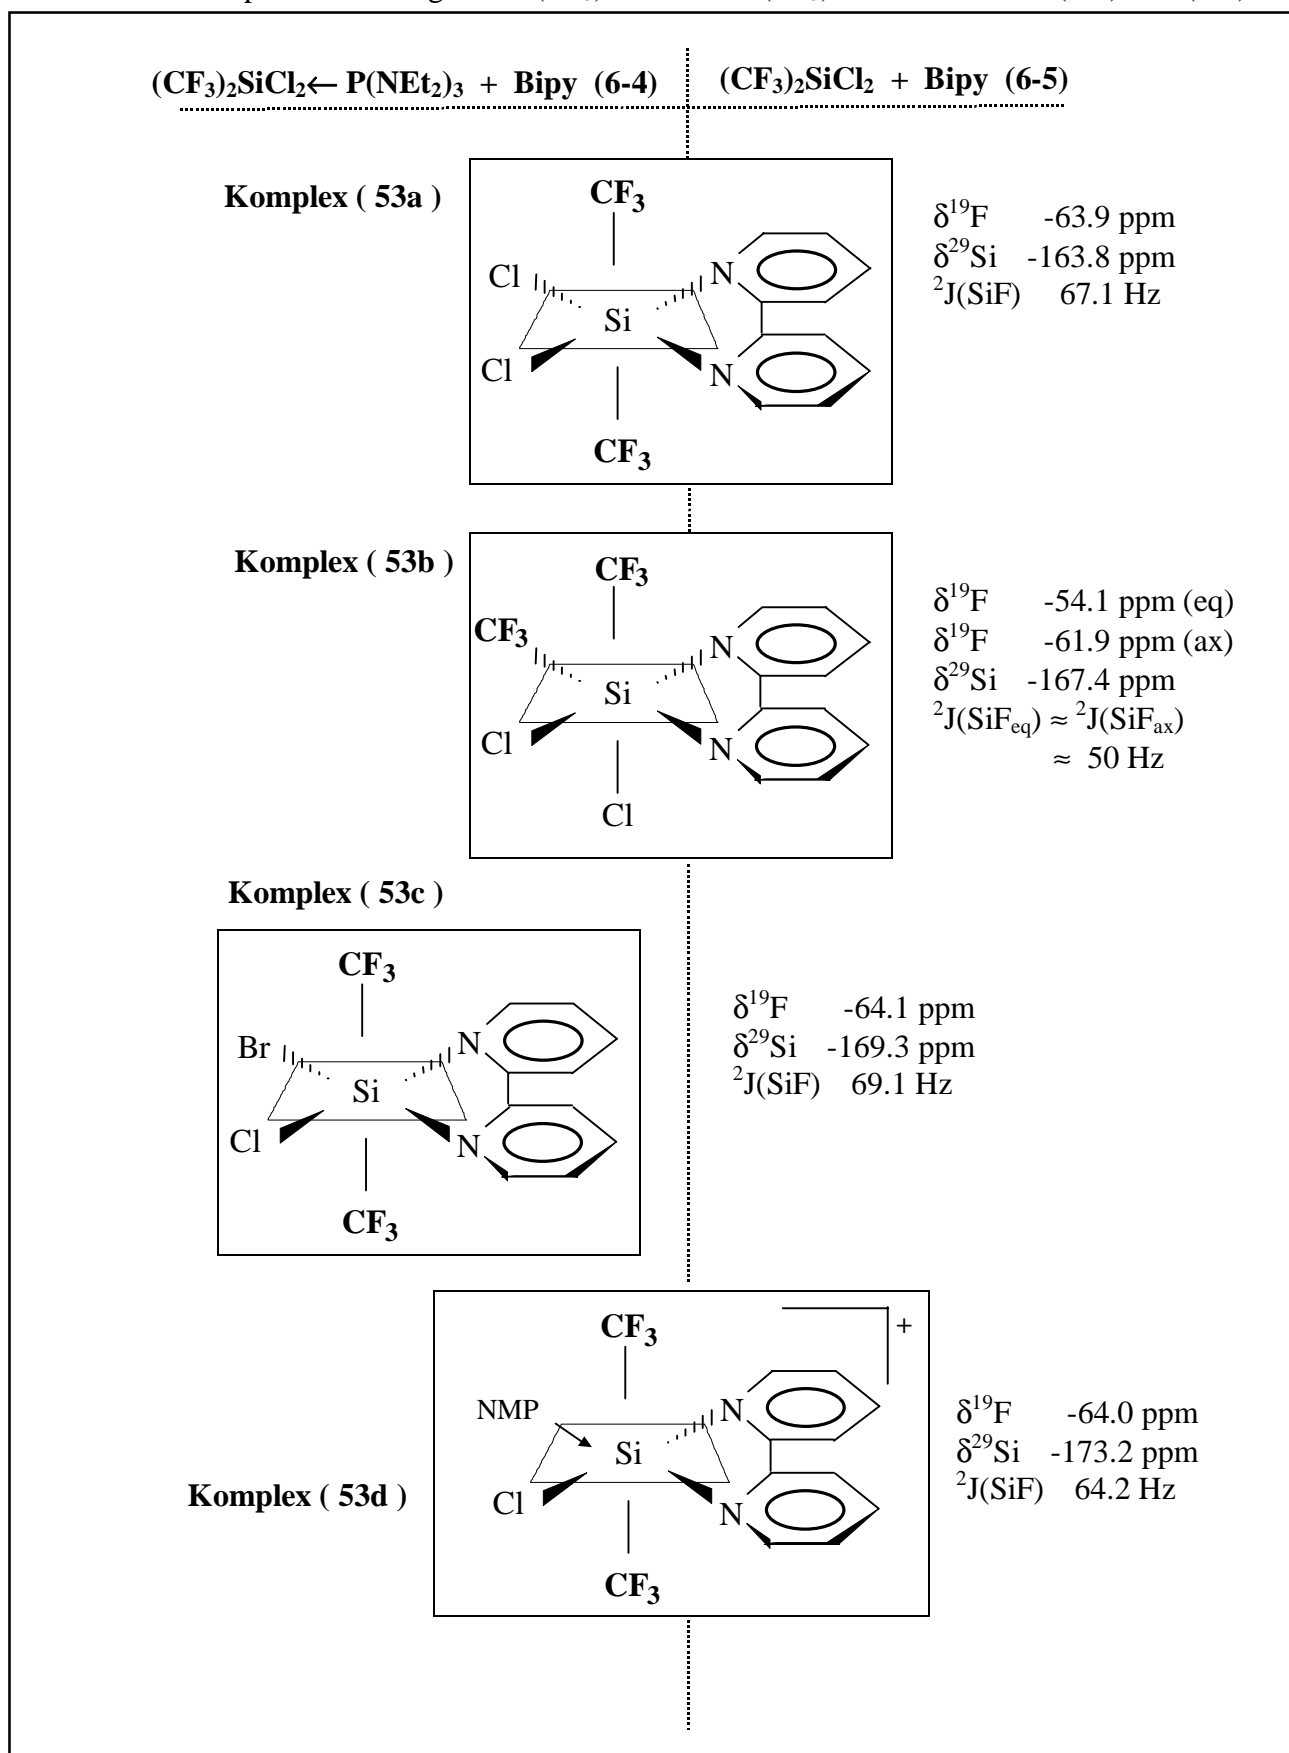 (CF₃)₂SiCl₂← P(NEt₂)₃ + Bipy (6-4) (CF₃)₂SiCl₂ + Bipy (6-5)
Komplex ( 53a )
CF₃
Cl
N
Si
Cl
N
CF₃
δ¹⁹F -63.9 ppm
δ²⁹Si -163.8 ppm
²J(SiF) 67.1 Hz
Komplex ( 53b )
CF₃
CF₃
N
Si
Cl
N
Cl
δ¹⁹F -54.1 ppm (eq)
δ¹⁹F -61.9 ppm (ax)
δ²⁹Si -167.4 ppm
²J(SiFeq) ≈ ²J(SiFax)
≈ 50 Hz
Komplex ( 53c )
CF₃
Br
N
Si
Cl
N
CF₃
δ¹⁹F -64.1 ppm
δ²⁹Si -169.3 ppm
²J(SiF) 69.1 Hz
Komplex ( 53d )
CF₃
+
NMP
N
Si
Cl
N
CF₃
δ¹⁹F -64.0 ppm
δ²⁹Si -173.2 ppm
²J(SiF) 64.2 Hz